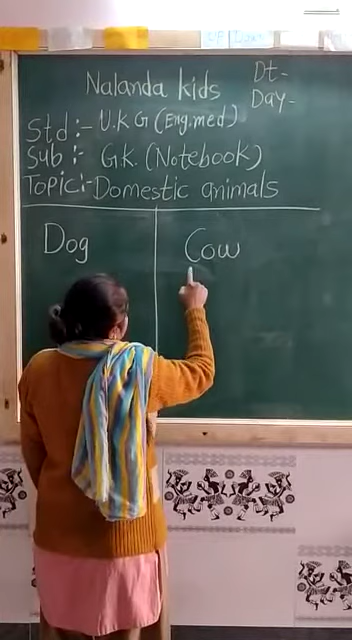 Nalanda kids
Dt-
Day-
Std :- U.K G (Eng.med)
Sub :- G.K. (Notebook)
Topic:- Domestic animals
Dog
Cow